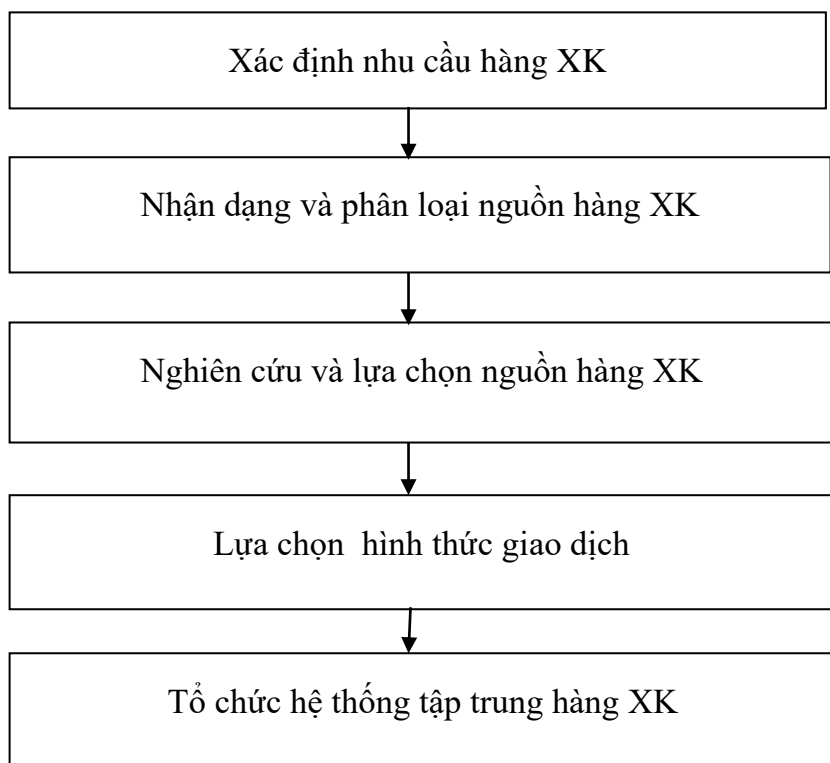 Xác định nhu cầu hàng XK
Nhận dạng và phân loại nguồn hàng XK
Nghiên cứu và lựa chọn nguồn hàng XK
Lựa chọn hình thức giao dịch
Tổ chức hệ thống tập trung hàng XK